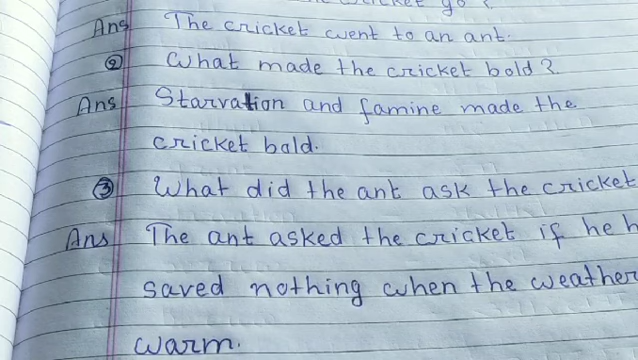 go?
Ans The cricket went to an ant.
② What made the cricket bold?
Ans Starvation and famine made the
cricket bald.
③ What did the ant ask the cricket
Ans The ant asked the cricket if he h
saved nothing when the weather
warm.